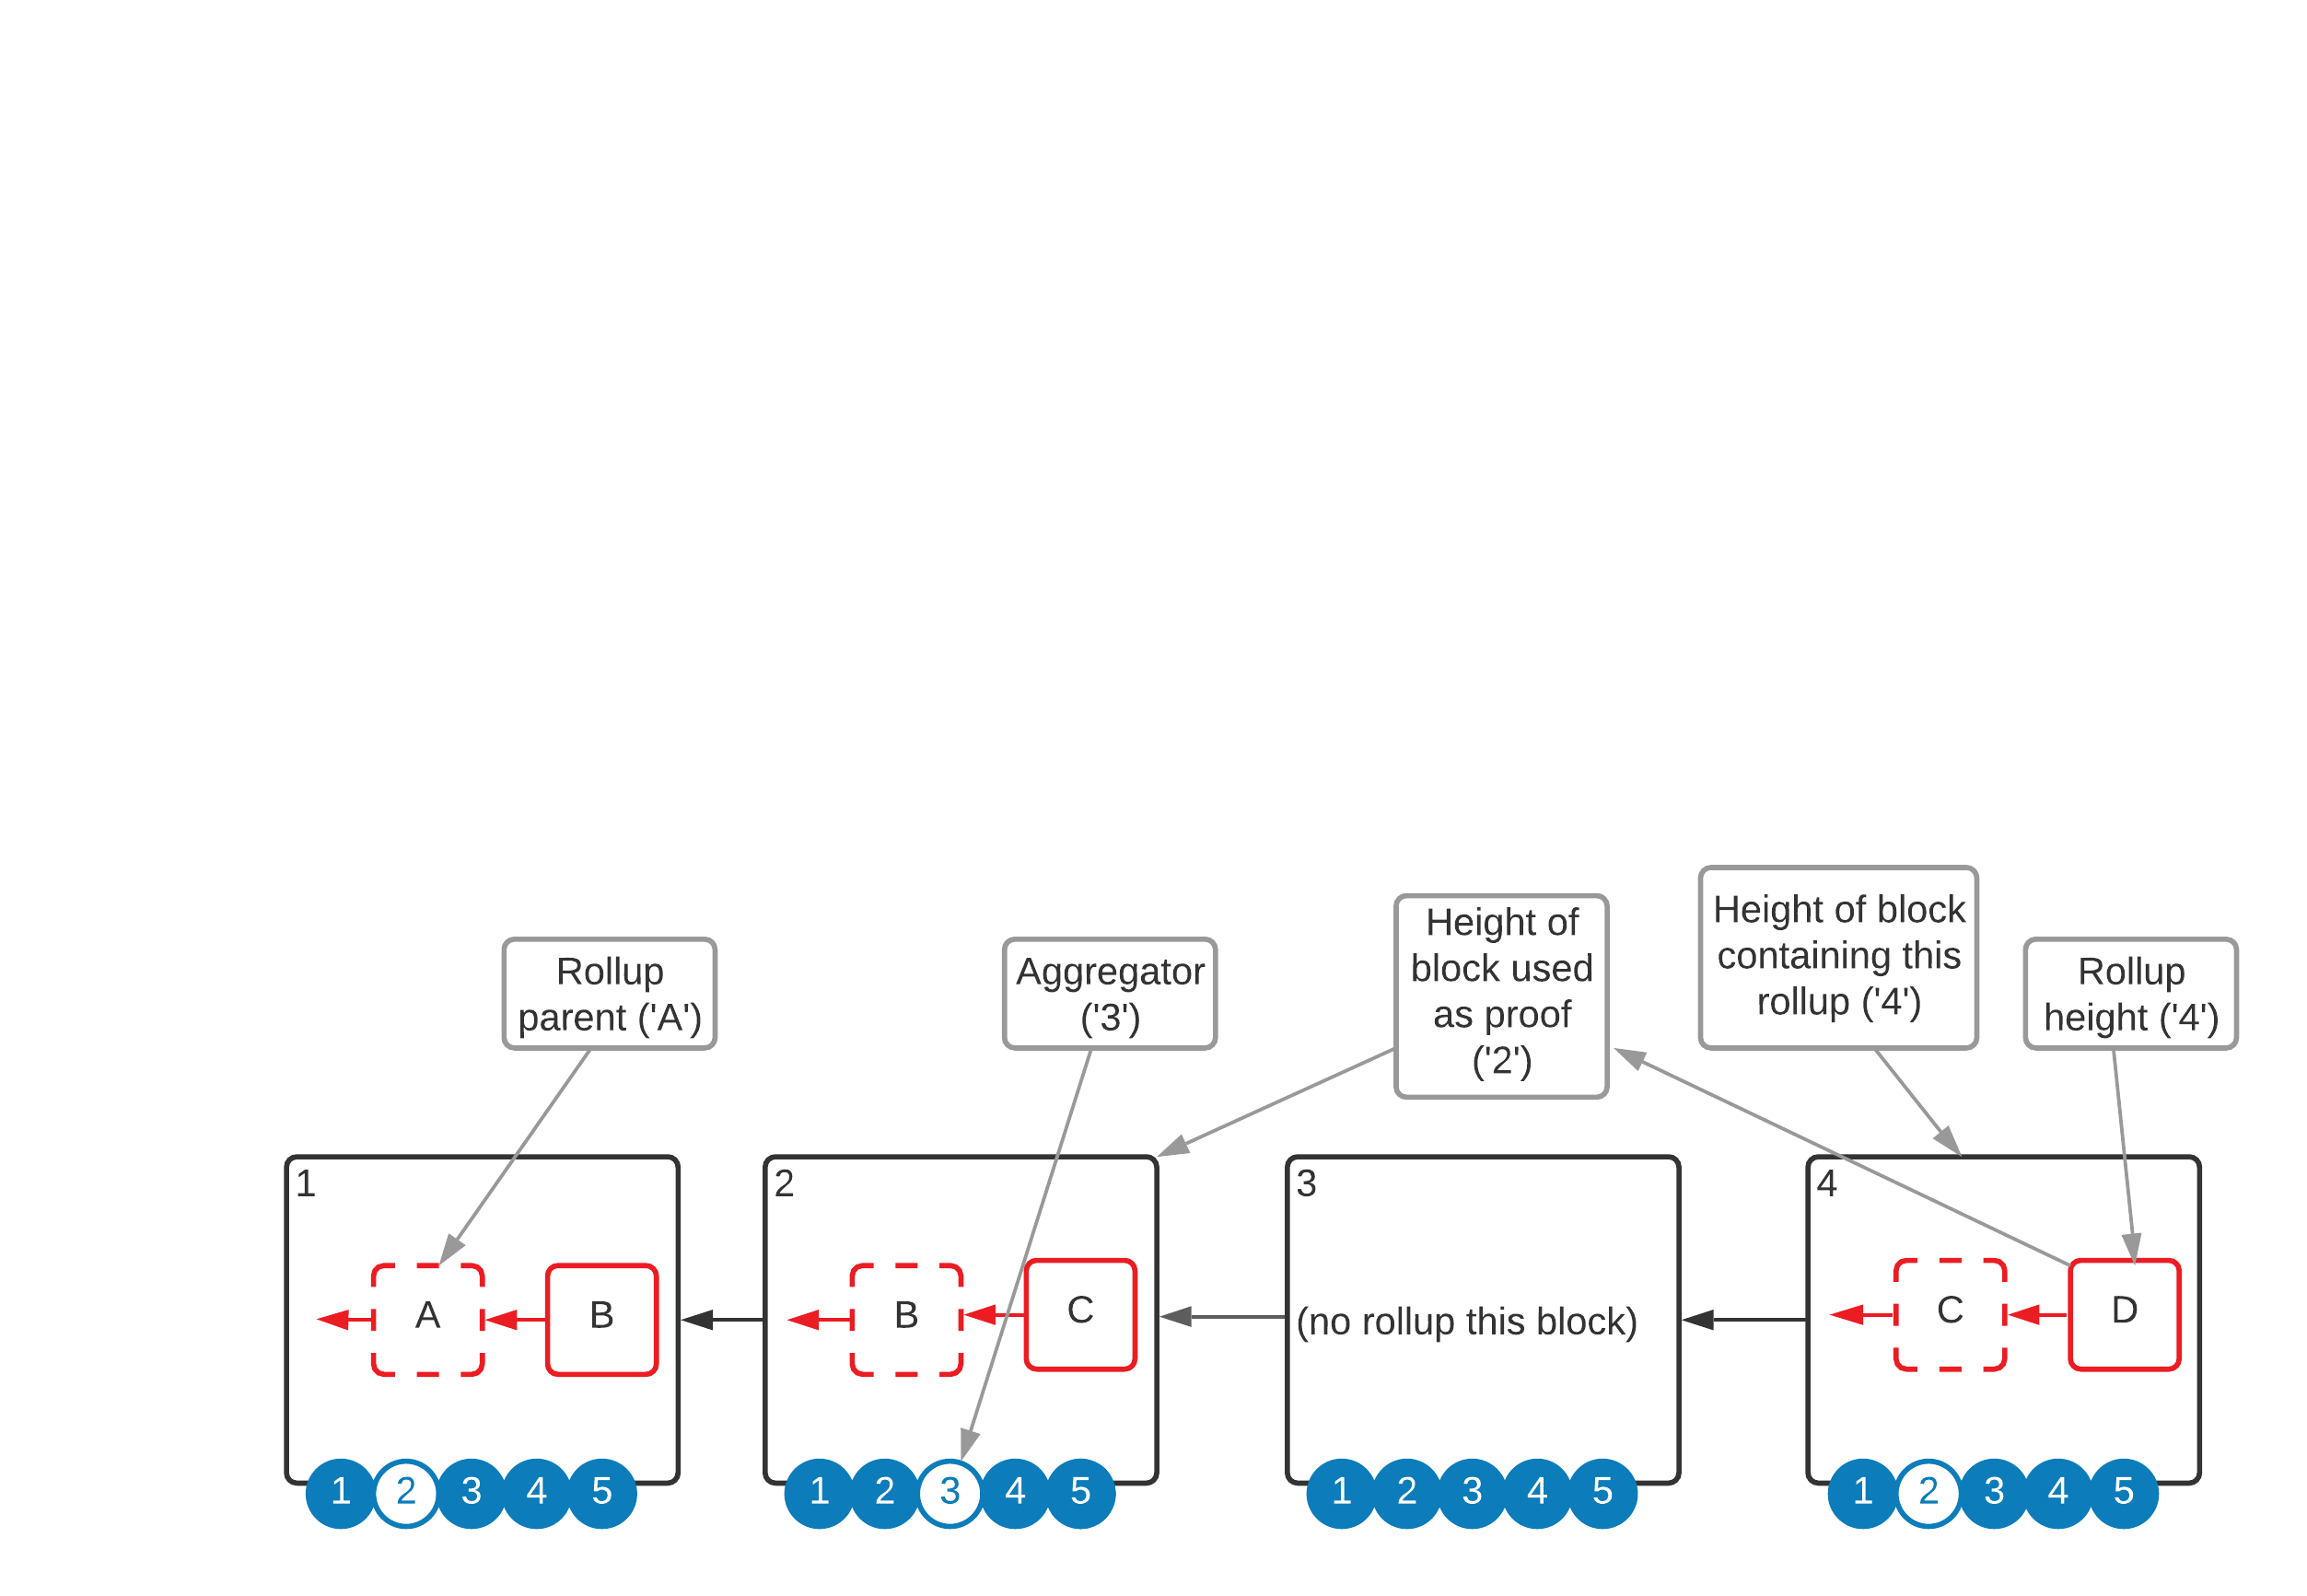 Rollup
parent ('A')
Aggregator
('3')
Height of
block used
as proof
('2')
Height of block
containing this
rollup ('4')
Rollup
height ('4')
1
A
B
1 2 3 4 5
2
B
C
1 2 3 4 5
3
(no rollup this block)
1 2 3 4 5
4
C
D
1 2 3 4 5